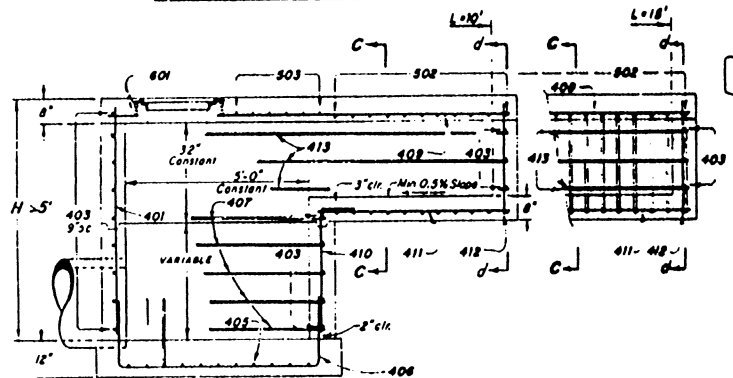 L=10'
L=18'
C
d
C
d
601
503
502
502
8"
32"
Constant
413
409
403
409
413
403
5'-0"
Constant
3" clr.
Min 0.5% Slope
H >5'
403
401
407
8"
9"
VARIABLE
403
410
411
412
411
412
C
d
C
d
405
2" clr.
12"
406